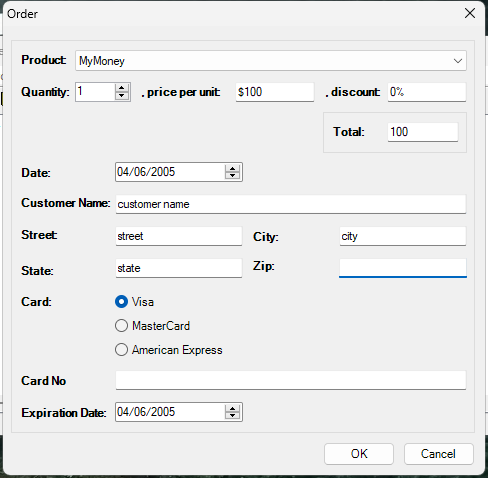 Order
Product: MyMoney
Quantity: 1 , price per unit: $100 , discount: 0%
Total: 100
Date: 04/06/2005
Customer Name: customer name
Street: street City: city
State: state Zip:
Card: Visa
MasterCard
American Express
Card No
Expiration Date: 04/06/2005
OK Cancel